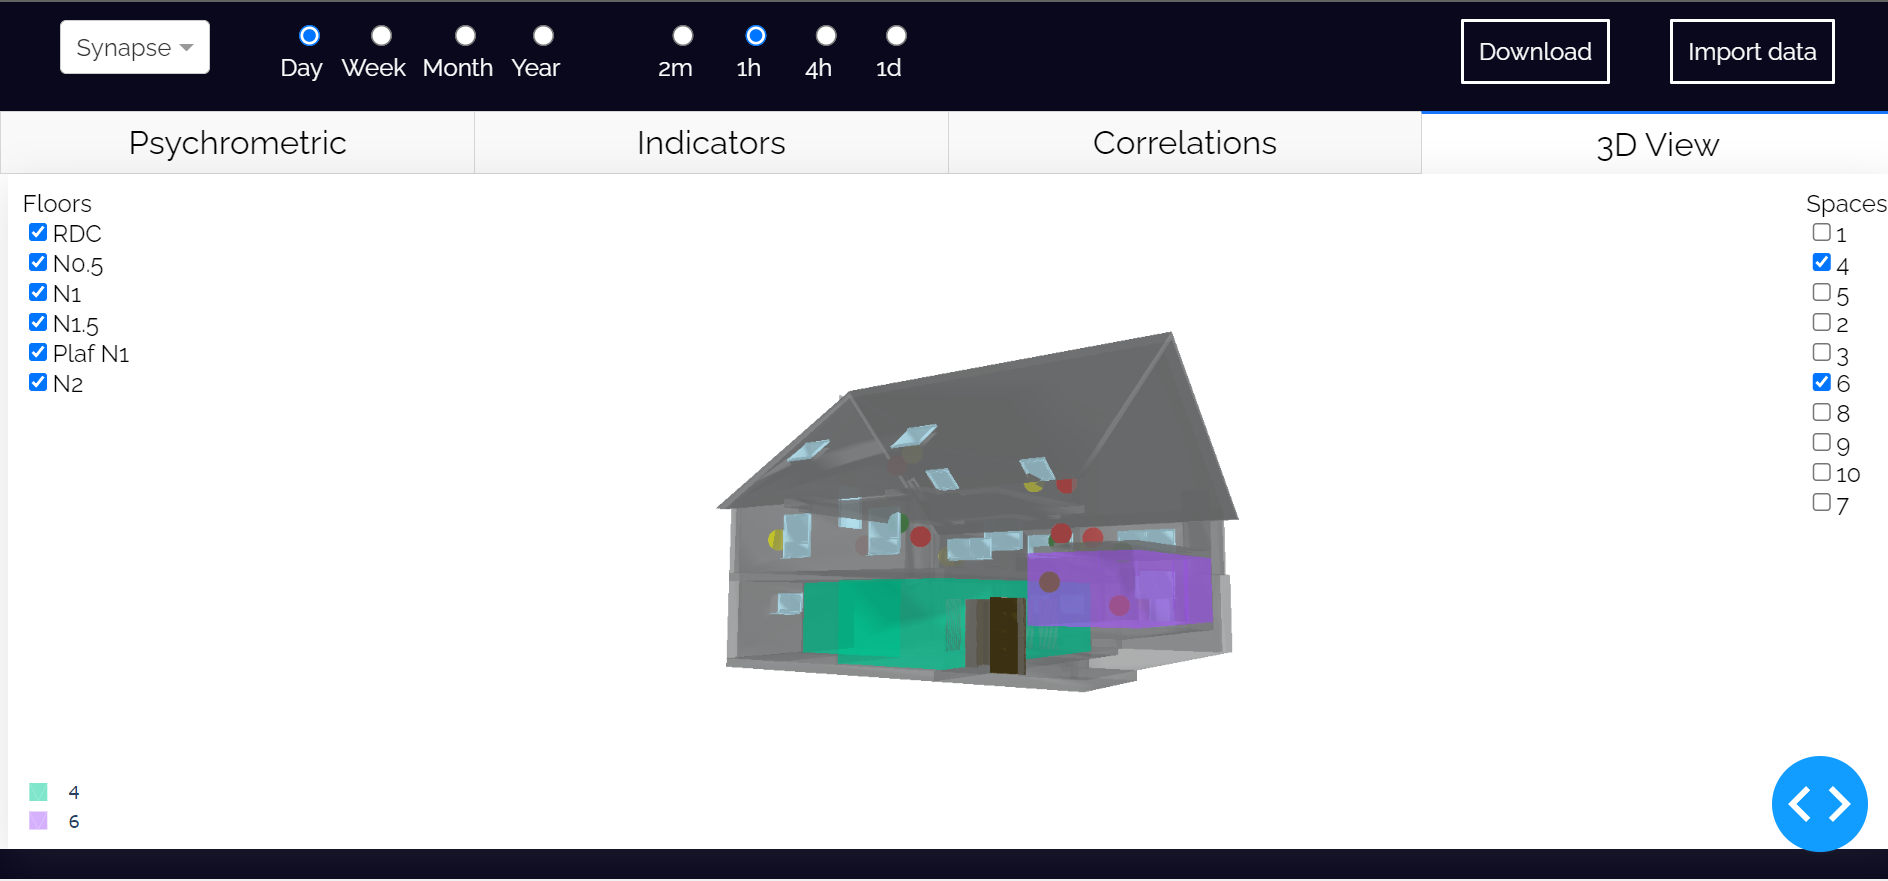 Synapse
Day Week Month Year
2m 1h 4h 1d
Download
Import data
Psychrometric
Indicators
Correlations
3D View
Floors
RDC
N0.5
N1
N1.5
Plaf N1
N2
Spaces
1
4
5
2
3
6
8
9
10
7
4
6